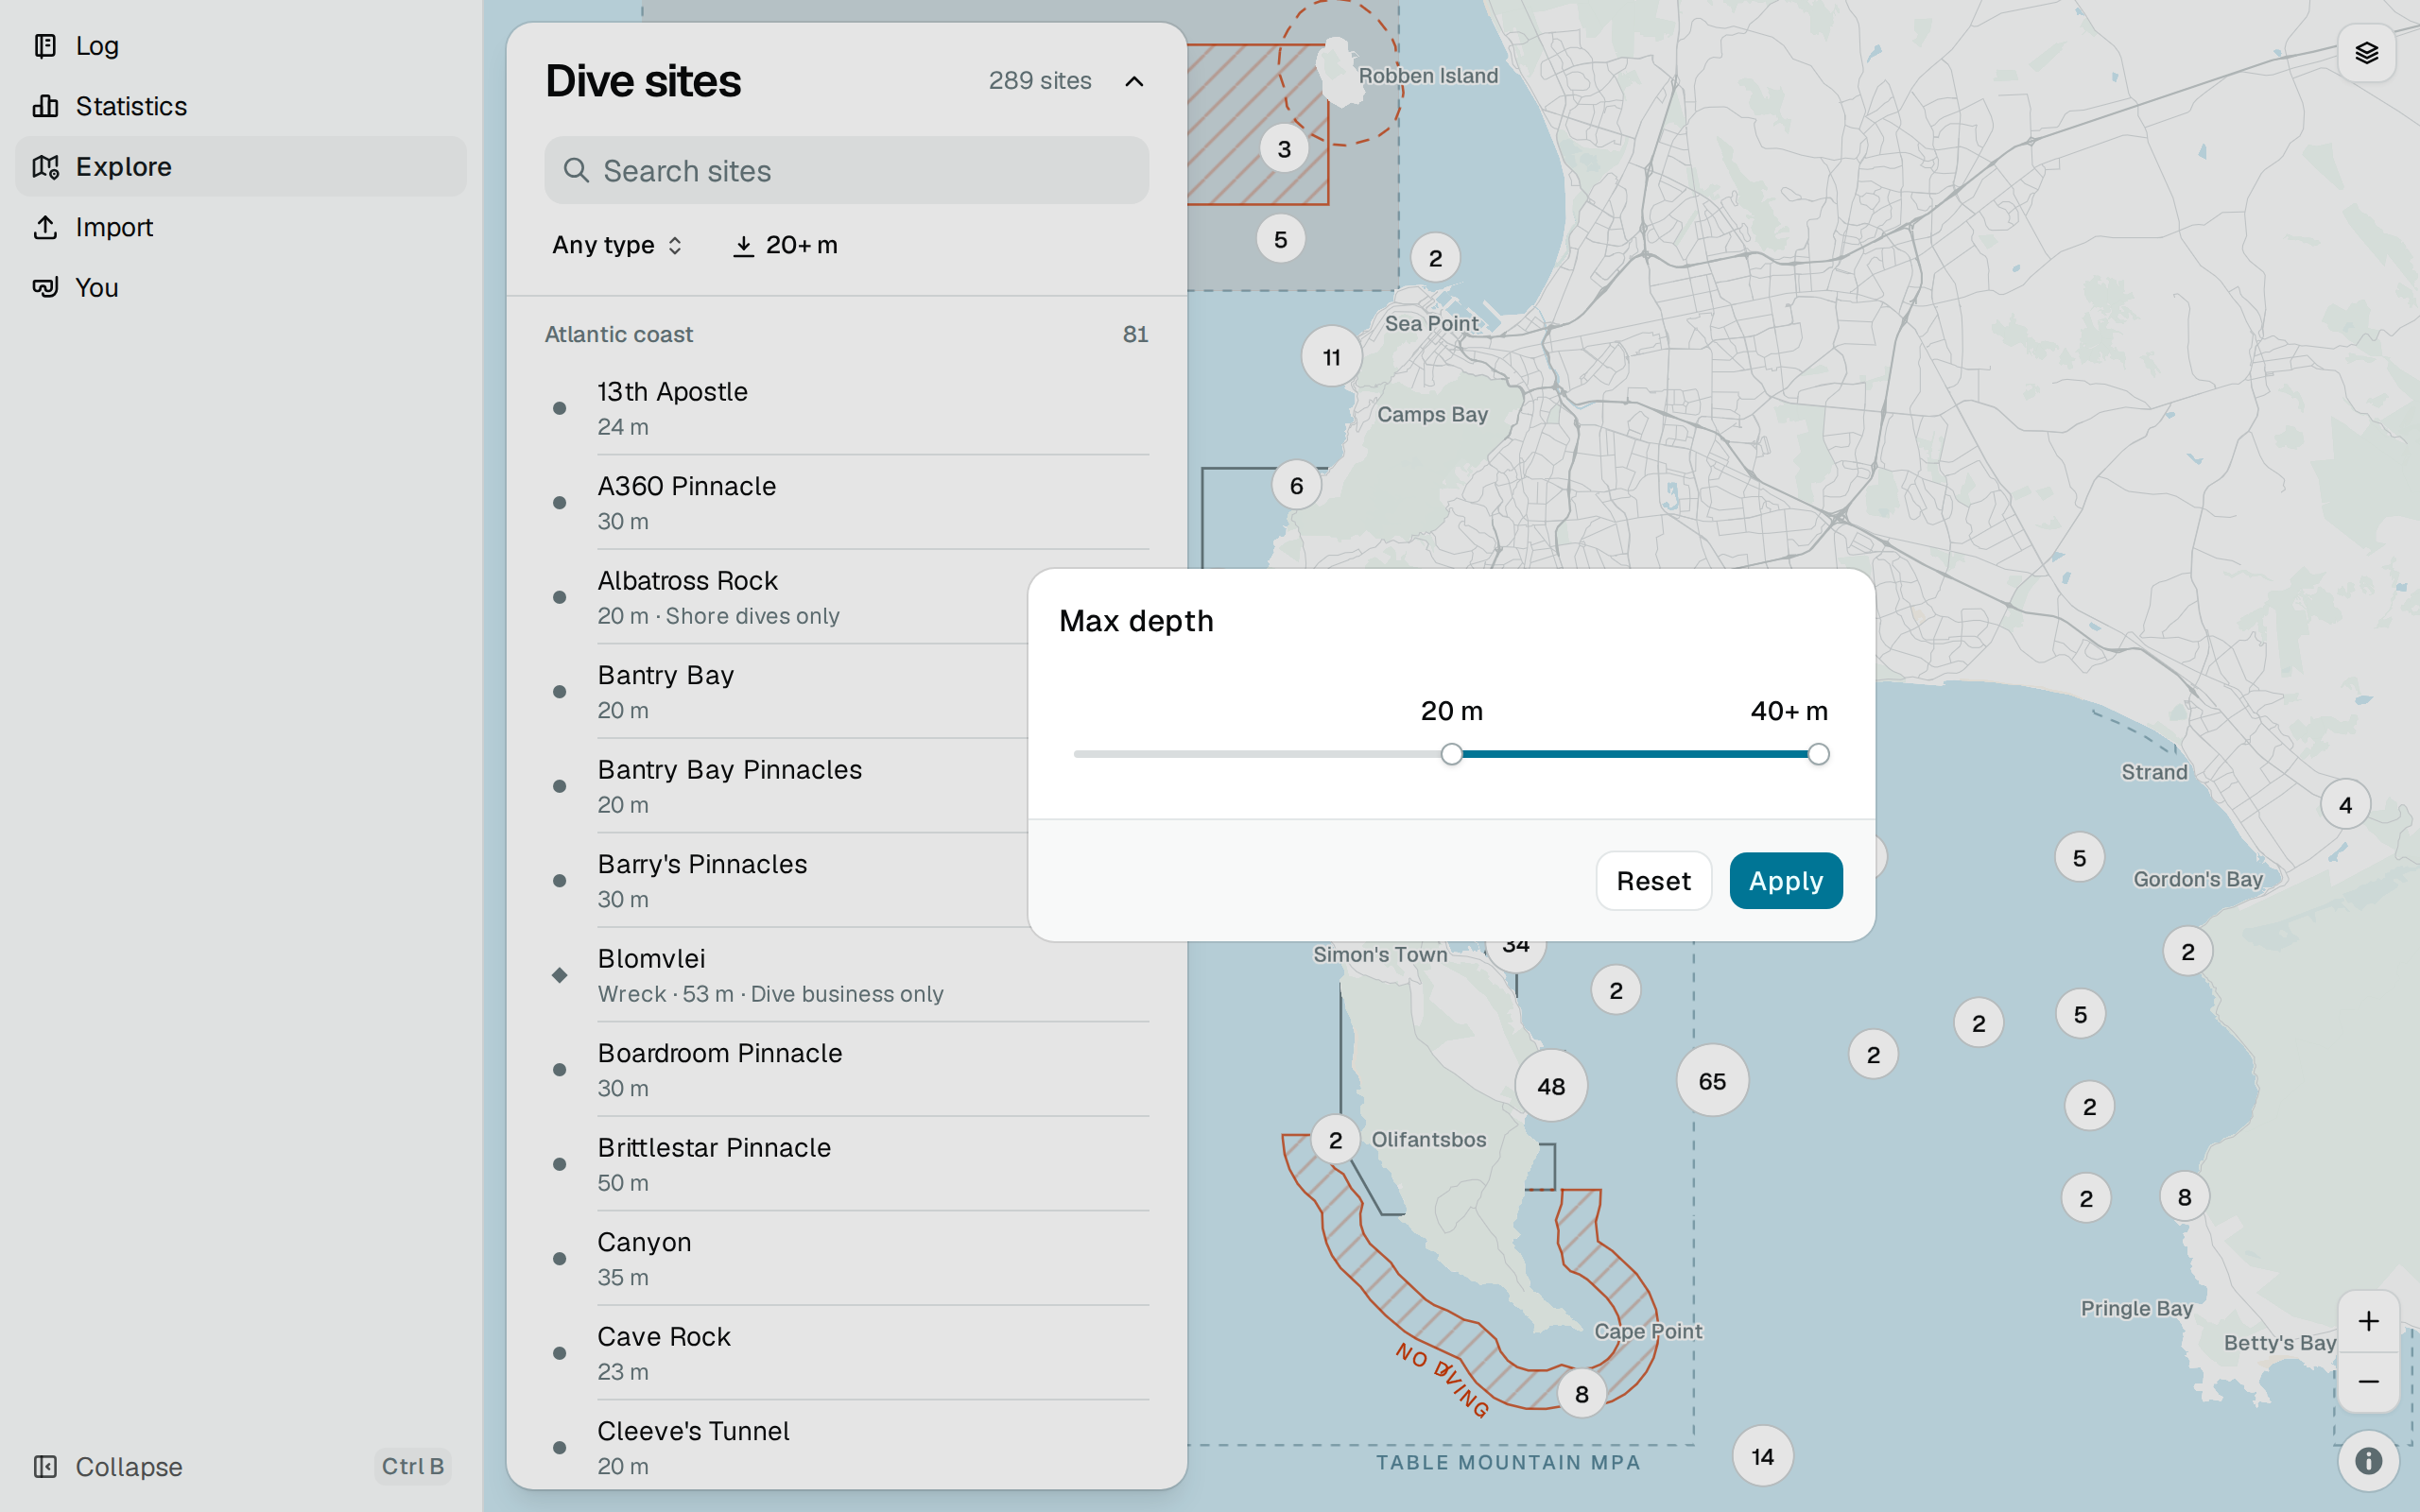 Log
Statistics
Explore
Import
You
Collapse
Ctrl B
Dive sites
289 sites
Search sites
Any type
20+ m
Atlantic coast
81
13th Apostle
24 m
A360 Pinnacle
30 m
Albatross Rock
20 m · Shore dives only
Bantry Bay
20 m
Bantry Bay Pinnacles
20 m
Barry's Pinnacles
30 m
Blomvlei
Wreck · 53 m · Dive business only
Boardroom Pinnacle
30 m
Brittlestar Pinnacle
50 m
Canyon
35 m
Cave Rock
23 m
Cleeve's Tunnel
20 m
Robben Island
3
5
2
Sea Point
11
Camps Bay
6
Max depth
20 m
40+ m
Reset
Apply
Strand
4
5
Gordon's Bay
2
Simon's Town
34
2
5
2
2
48
65
2
2
Olifantsbos
2
8
Pringle Bay
Cape Point
Betty's Bay
NO DIVING
8
TABLE MOUNTAIN MPA
14